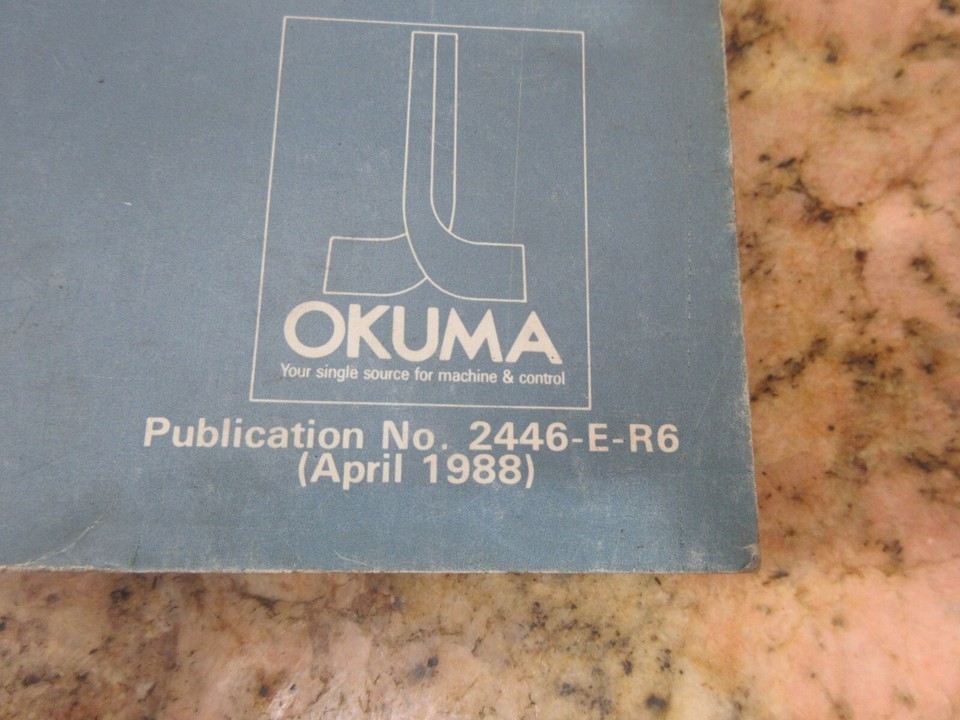 OKUMA
Your single source for machine & control
Publication No. 2446-E-R6
(April 1988)